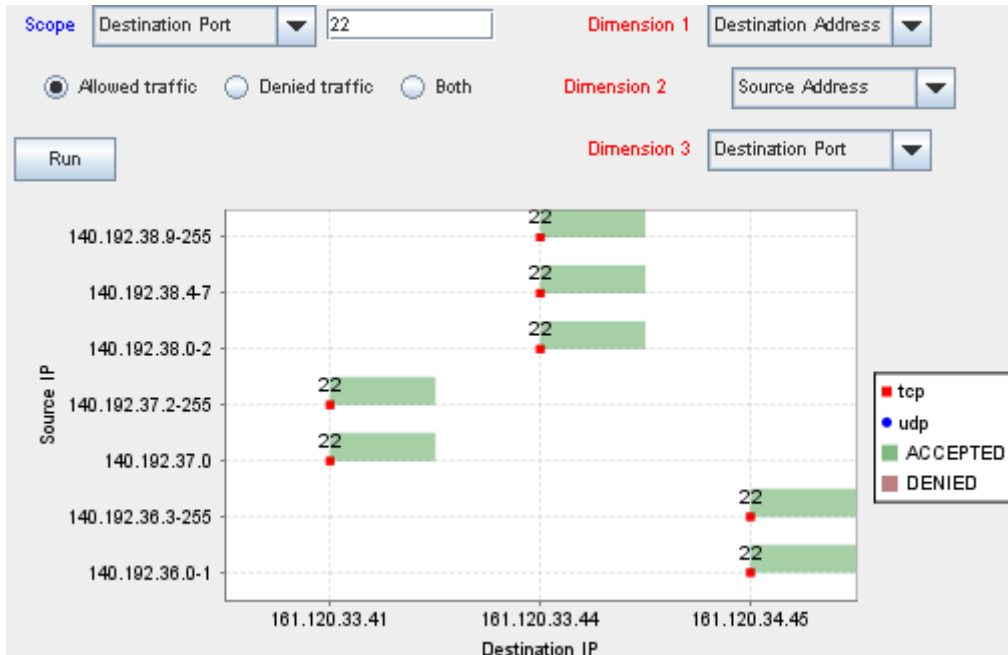 Scope Destination Port 22 Dimension 1 Destination Address
Allowed traffic Denied traffic Both Dimension 2 Source Address
Run Dimension 3 Destination Port
Source IP
140.192.38.9-255
140.192.38.4-7
140.192.38.0-2
140.192.37.2-255
140.192.37.0
140.192.36.3-255
140.192.36.0-1
22
22
22
22
22
22
22
161.120.33.41 161.120.33.44 161.120.34.45
Destination IP
tcp
udp
ACCEPTED
DENIED